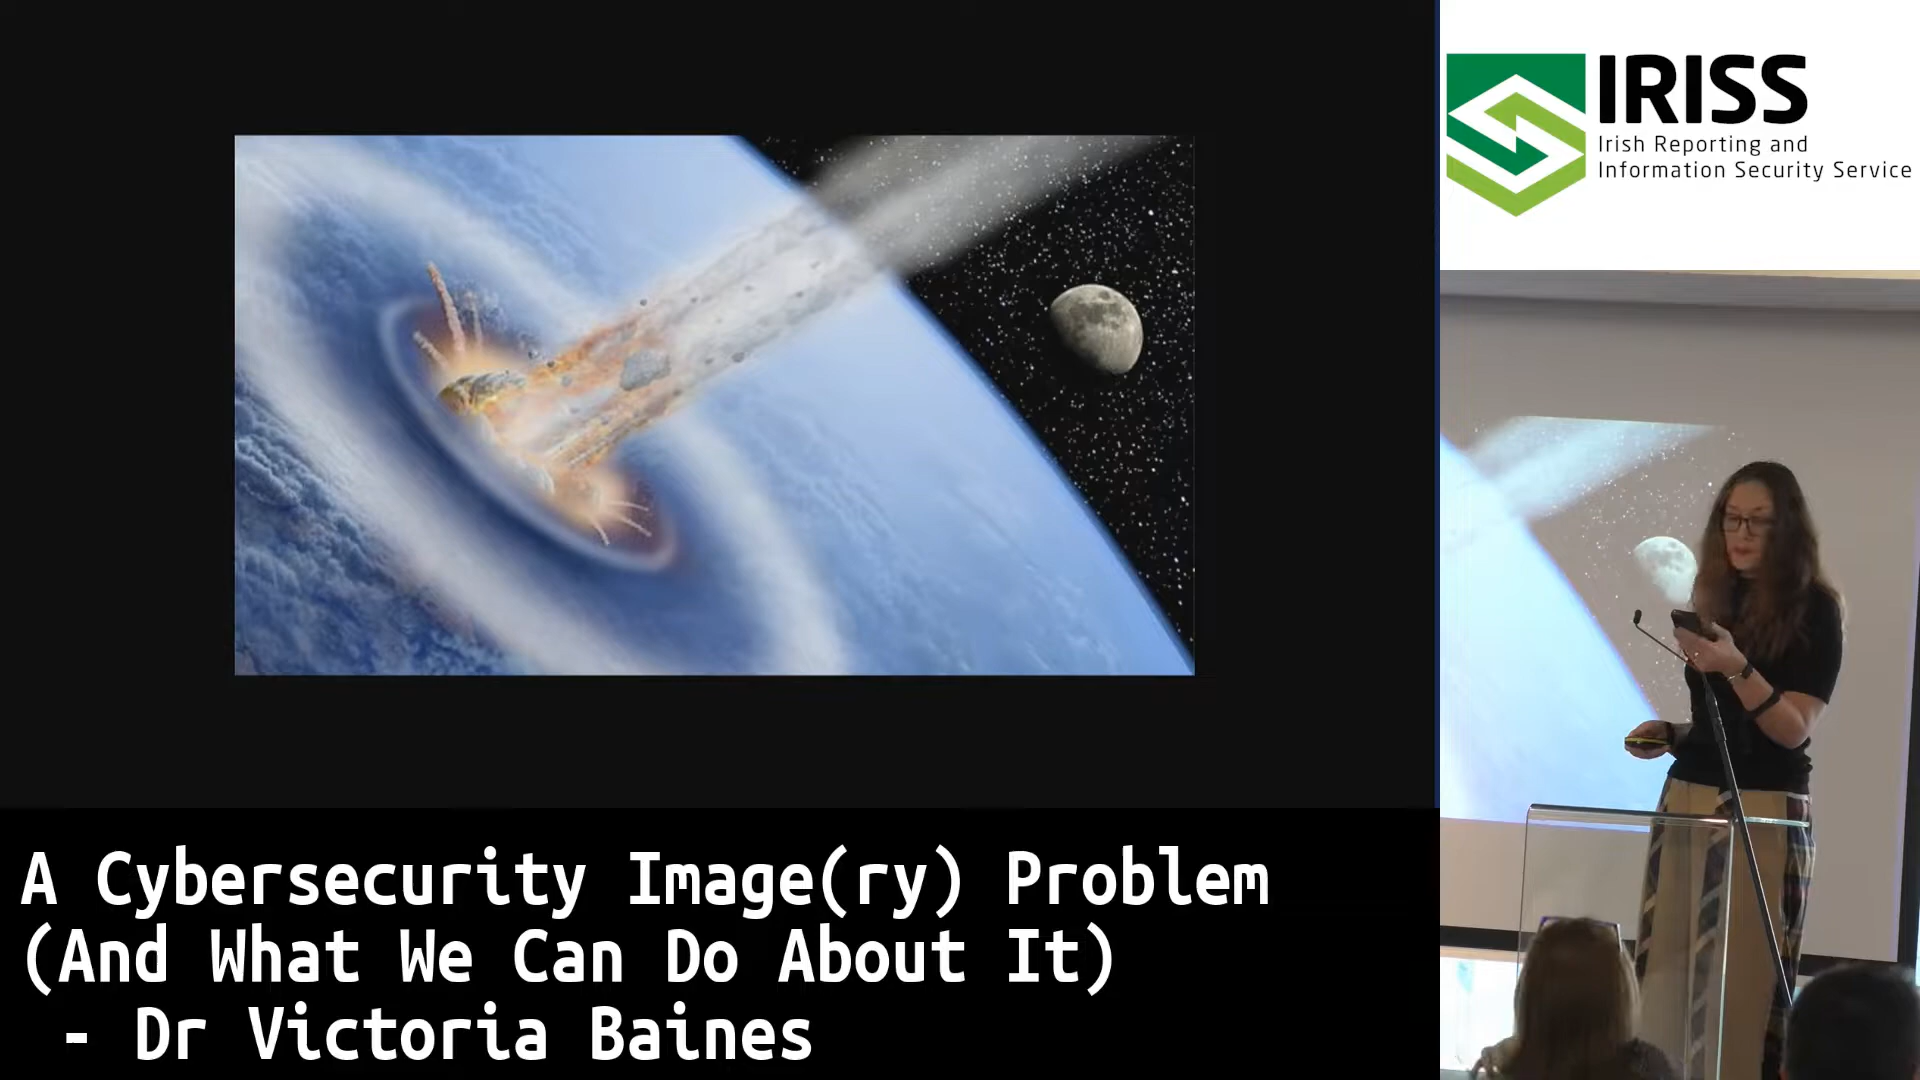 IRISS
Irish Reporting and
Information Security Service
A Cybersecurity Image(ry) Problem
(And What We Can Do About It)
- Dr Victoria Baines